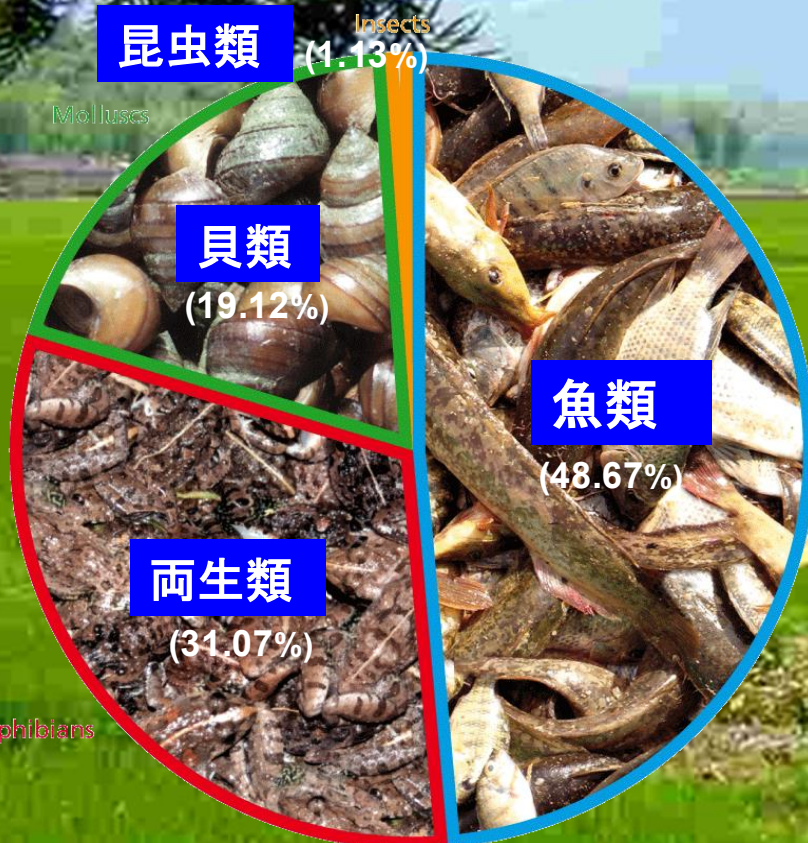 Insects
昆虫類
(1.13%)
Molluscs
貝類
(19.12%)
魚類
(48.67%)
両生類
(31.07%)
phibians